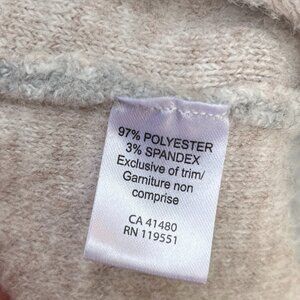 97% POLYESTER
3% SPANDEX
Exclusive of trim/
Garniture non
comprise
CA 41480
RN 119551